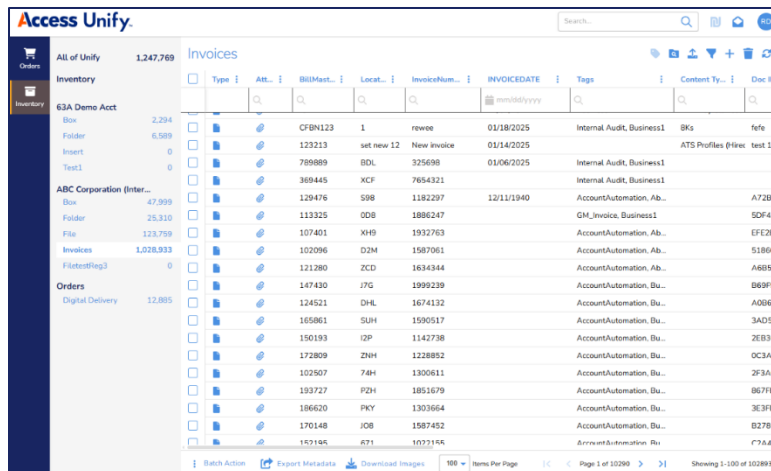 Access Unify.
Search...
RD
Orders
Inventory
All of Unify 1,247,769
Inventory
63A Demo Acct
Box 2,294
Folder 6,589
Insert 0
Test1 0
ABC Corporation (Inter...
Box 47,999
Folder 25,310
File 123,759
Invoices 1,028,933
FiletestReg3 0
Orders
Digital Delivery 12,885
Invoices
Type Att... BillMast... Locat... InvoiceNum... INVOICEDATE Tags Content Ty... Doc
mm/dd/yyyy
CFBN123 1 rewee 01/18/2025 Internal Audit, Business1 8Ks fefe
123213 set new 12 New invoice 01/14/2025 ATS Profiles (Hirec test 1
789889 BDL 325698 01/06/2025 Internal Audit, Business1
369445 XCF 7654321 Internal Audit, Business1
129476 S98 1182297 12/11/1940 AccountAutomation, Ab... A72B
113325 0D8 1886247 GM_Invoice, Business1 5DF4
107401 XH9 1932763 AccountAutomation, Ab... EFE2
102096 D2M 1587061 AccountAutomation, Ab... 5186
121280 ZCD 1634344 AccountAutomation, Ab... A6B5
147430 J7G 1999239 AccountAutomation, Bu... B69F
124521 DHL 1674132 AccountAutomation, Bu... A0B6
165861 SUH 1590517 AccountAutomation, Bu... 3AD5
150193 I2P 1142738 AccountAutomation, Bu... 2EB3
172809 ZNH 1228852 AccountAutomation, Bu... 0C3A
102507 74H 1300611 AccountAutomation, Bu... 2F3A
193727 PZH 1851679 AccountAutomation, Bu... 867F
186620 PKY 1303664 AccountAutomation, Bu... 3E3F
170148 JO8 1587452 AccountAutomation, Bu... B278
152195 671 1022155 AccountAutomation, Bu... C2A4
Batch Action Export Metadata Download Images 100 Items Per Page Page 1 of 10290 Showing 1-100 of 102893